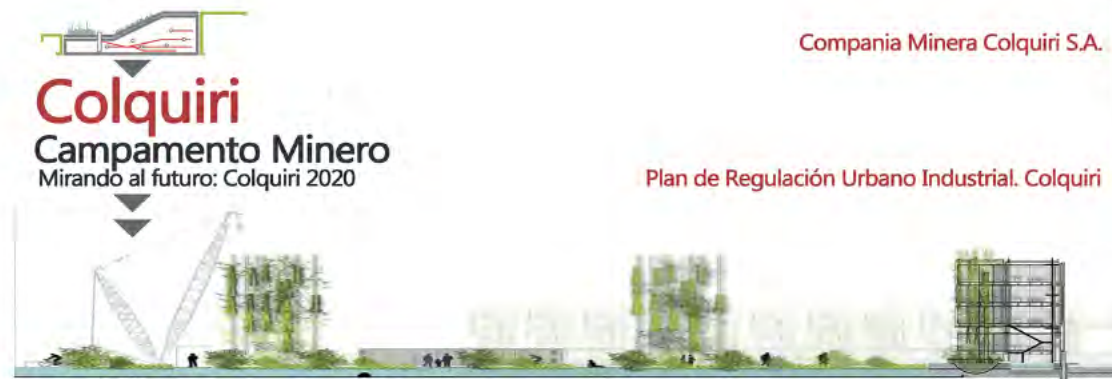 Compania Minera Colquiri S.A.
Colquiri
Campamento Minero
Mirando al futuro: Colquiri 2020
Plan de Regulación Urbano Industrial. Colquiri